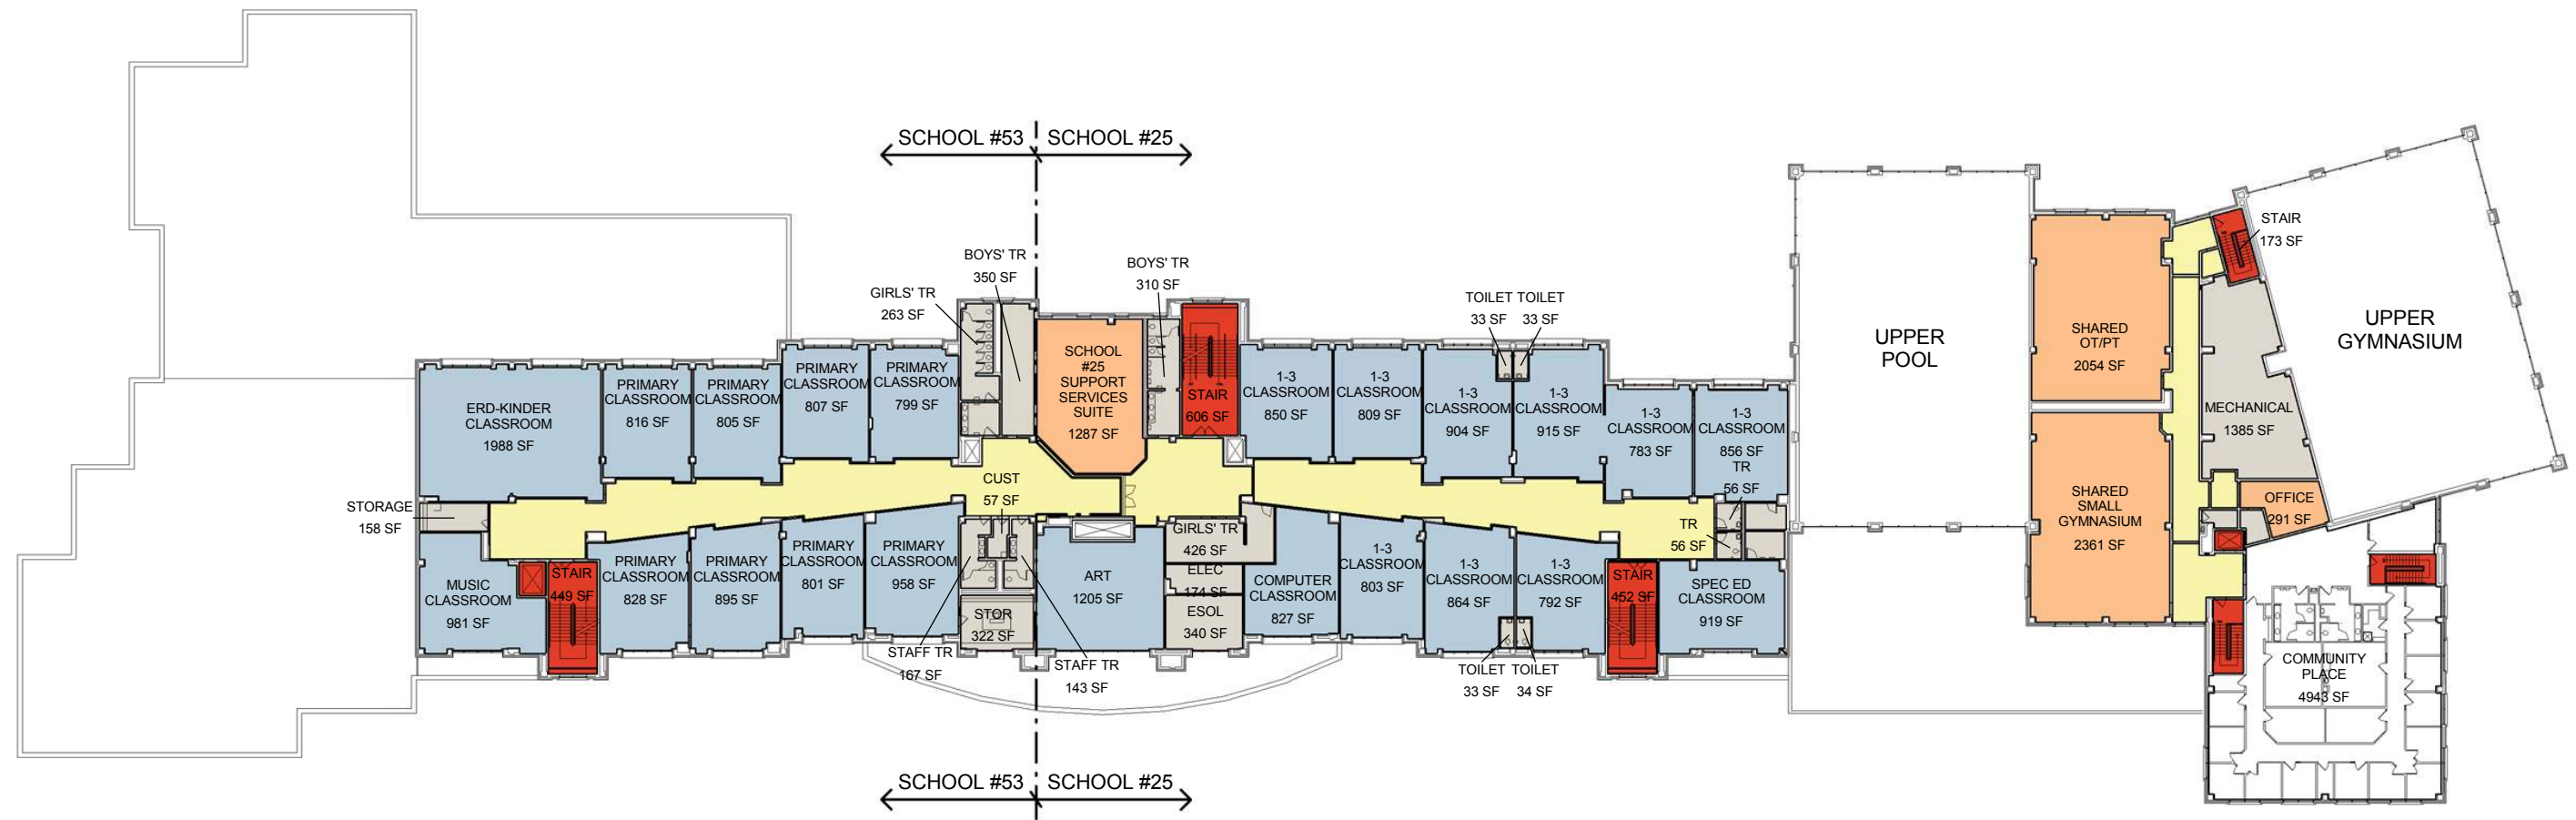 SCHOOL #53
SCHOOL #25
BOYS' TR
350 SF
GIRLS' TR
263 SF
BOYS' TR
310 SF
TOILET
33 SF
TOILET
33 SF
STAIR
173 SF
UPPER
POOL
UPPER
GYMNASIUM
SHARED
OT/PT
2054 SF
MECHANICAL
1385 SF
SHARED
SMALL
GYMNASIUM
2361 SF
OFFICE
291 SF
COMMUNITY
PLACE
4943 SF
ERD-KINDER
CLASSROOM
1988 SF
PRIMARY
CLASSROOM
816 SF
PRIMARY
CLASSROOM
805 SF
PRIMARY
CLASSROOM
807 SF
PRIMARY
CLASSROOM
799 SF
SCHOOL
#25
SUPPORT
SERVICES
SUITE
1287 SF
STAIR
606 SF
1-3
CLASSROOM
850 SF
1-3
CLASSROOM
809 SF
1-3
CLASSROOM
904 SF
1-3
CLASSROOM
915 SF
1-3
CLASSROOM
783 SF
1-3
CLASSROOM
856 SF
TR
56 SF
TR
56 SF
STORAGE
158 SF
CUST
57 SF
MUSIC
CLASSROOM
981 SF
STAIR
449 SF
PRIMARY
CLASSROOM
828 SF
PRIMARY
CLASSROOM
895 SF
PRIMARY
CLASSROOM
801 SF
PRIMARY
CLASSROOM
958 SF
STOR
322 SF
STAFF TR
167 SF
STAFF TR
143 SF
ART
1205 SF
GIRLS' TR
426 SF
ELEC
174 SF
ESOL
340 SF
COMPUTER
CLASSROOM
827 SF
1-3
CLASSROOM
803 SF
1-3
CLASSROOM
864 SF
1-3
CLASSROOM
792 SF
STAIR
452 SF
SPEC ED
CLASSROOM
919 SF
TOILET
33 SF
TOILET
34 SF
SCHOOL #53
SCHOOL #25